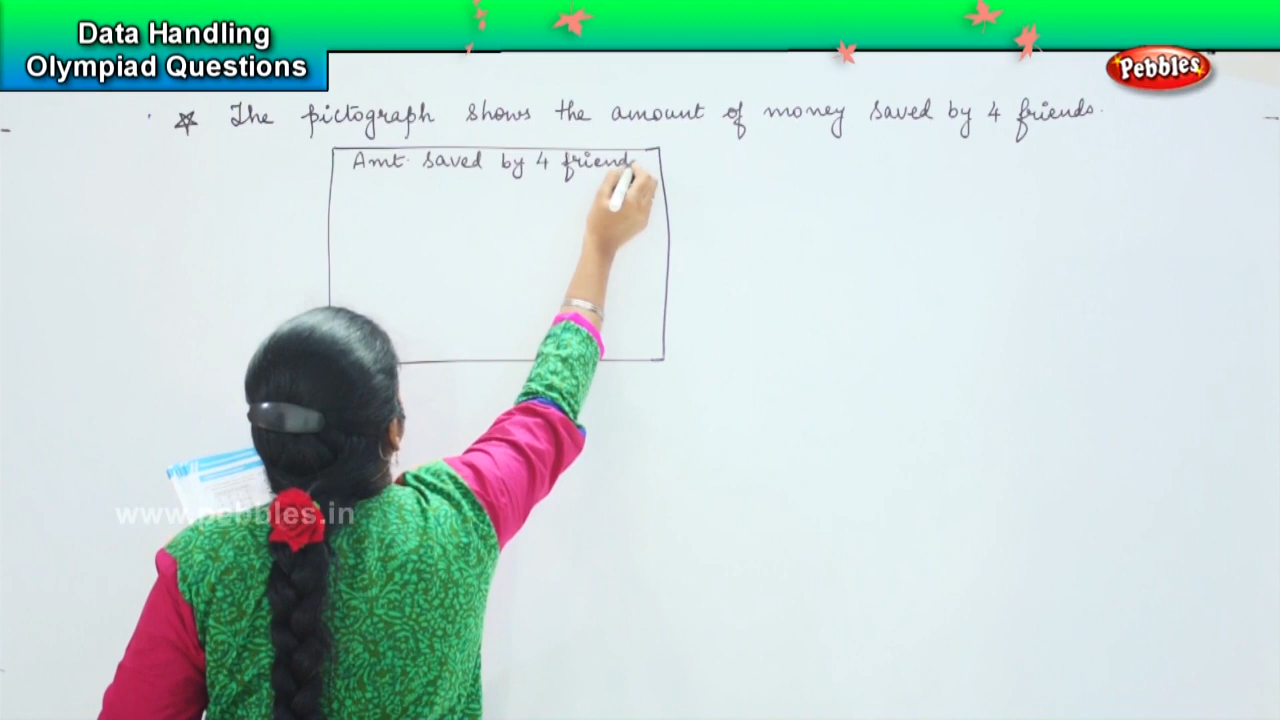 Data Handling
Olympiad Questions
Pebbles
☆ The pictograph shows the amount of money saved by 4 friends.
Amt. saved by 4 friend
www.pebbles.in